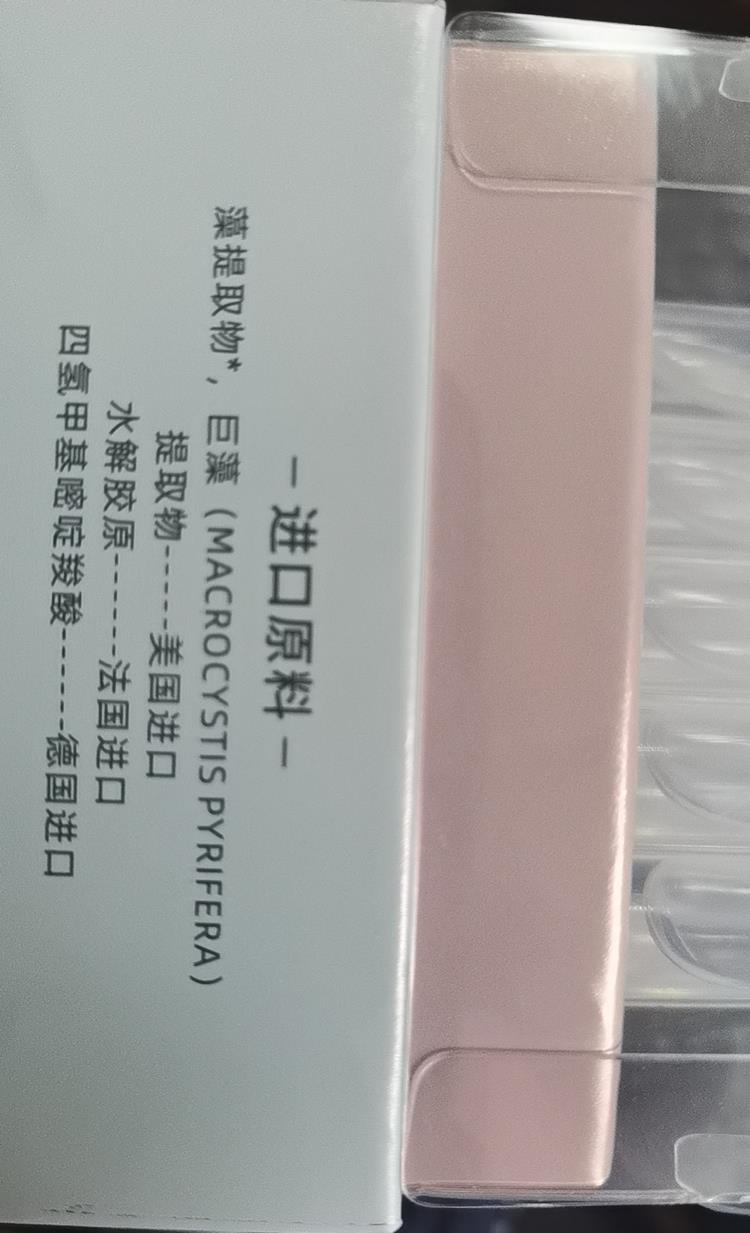 －进口原料－
藻提取物*，巨藻（MACROCYSTIS PYRIFERA）
提取物-----美国进口
水解胶原------法国进口
四氢甲基嘧啶羧酸------德国进口